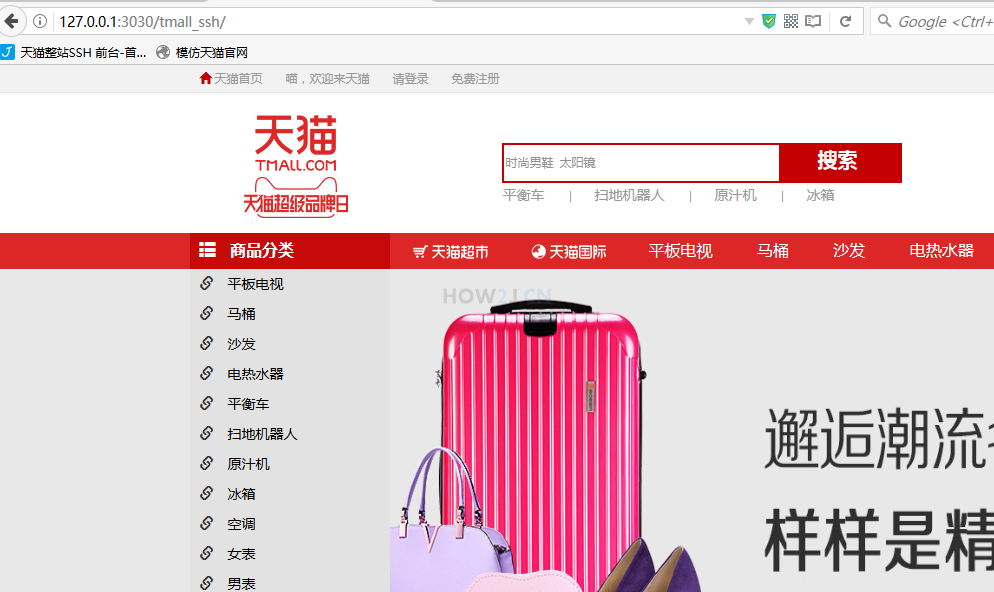 127.0.0.1:3030/tmall_ssh/
Google <Ctrl+
天猫整站SSH 前台-首... 模仿天猫官网
天猫首页 喵，欢迎来天猫 请登录 免费注册
天猫
TMALL.COM
天猫超级品牌日
时尚男鞋 太阳镜 搜索
平衡车 | 扫地机器人 | 原汁机 | 冰箱
商品分类 天猫超市 天猫国际 平板电视 马桶 沙发 电热水器
平板电视
HOW2J.CN
马桶
沙发
电热水器
平衡车
扫地机器人
原汁机
冰箱
空调
女表
男表
邂逅潮流
样样是精